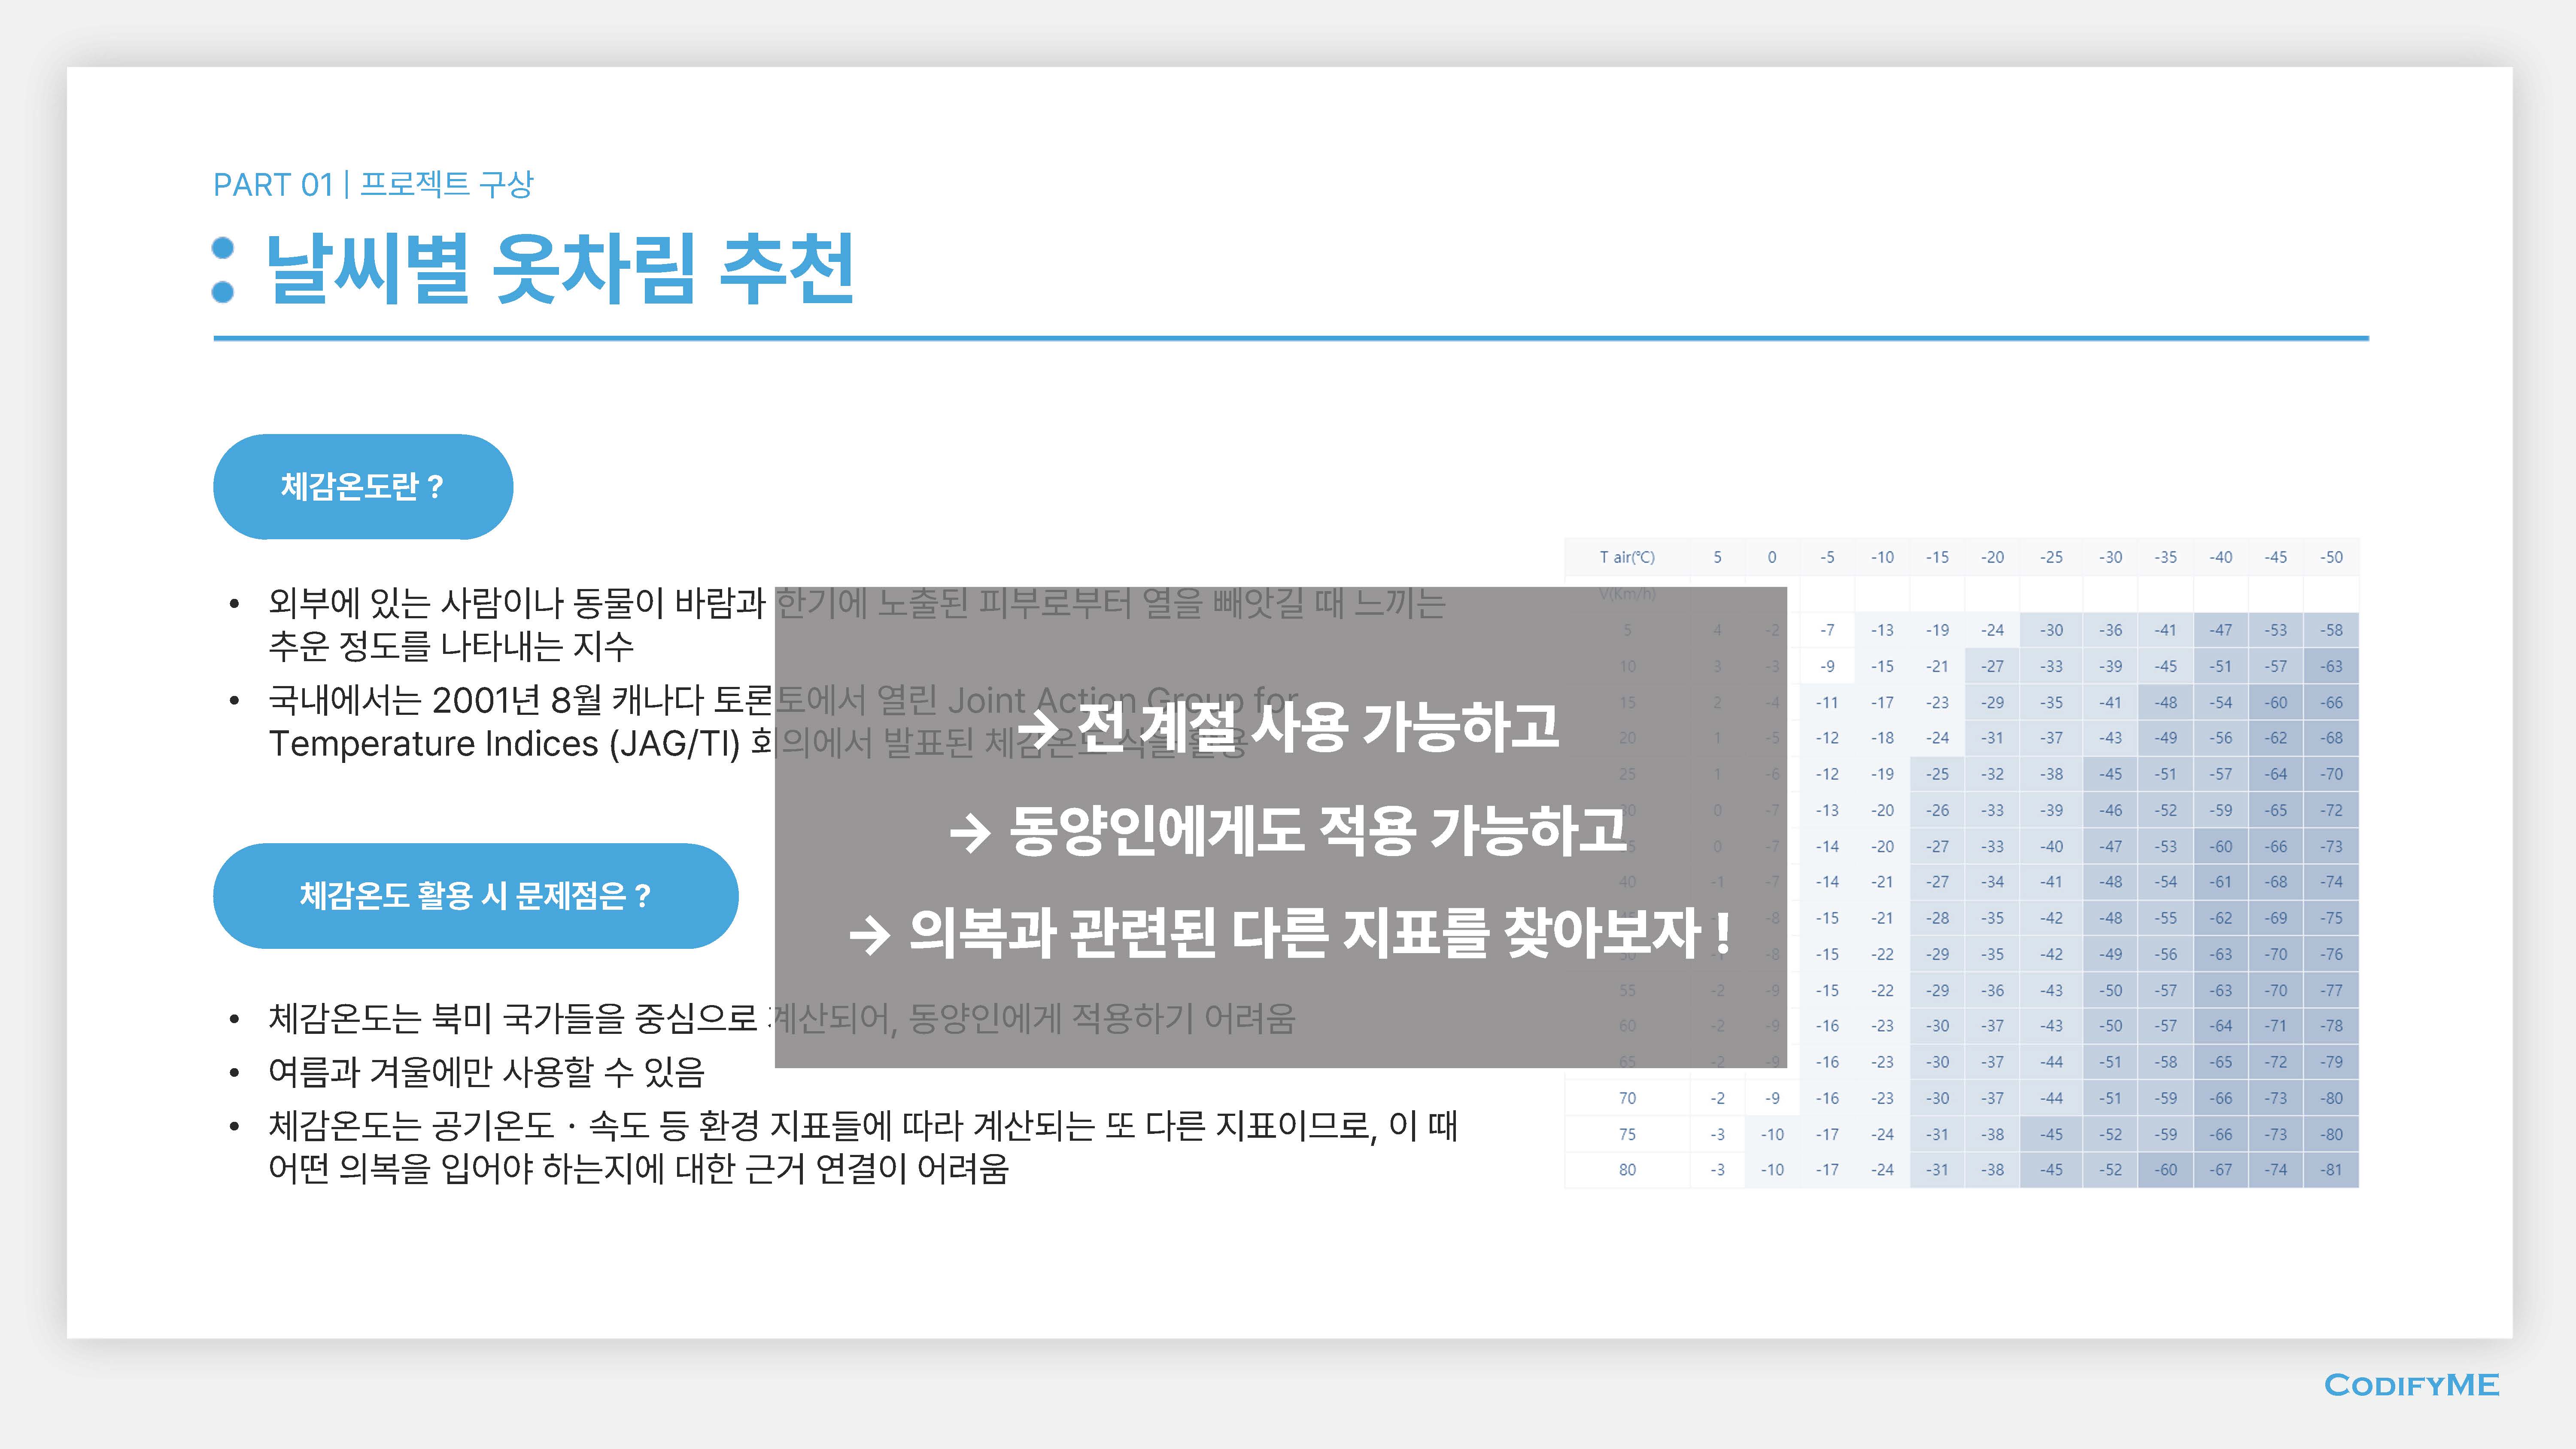 PART 01 | 프로젝트 구상
날씨별 옷차림 추천
체감온도란 ?
• 외부에 있는 사람이나 동물이 바람과 한기에 노출된 피부로부터 열을 빼앗길 때 느끼는
추운 정도를 나타내는 지수
• 국내에서는 2001년 8월 캐나다 토론토에서 열린 Joint Action Group for
Temperature Indices (JAG/TI) 회의에서 발표된 체감온도 식을 활용
체감온도 활용 시 문제점은 ?
• 체감온도는 북미 국가들을 중심으로 계산되어, 동양인에게 적용하기 어려움
• 여름과 겨울에만 사용할 수 있음
• 체감온도는 공기온도 · 속도 등 환경 지표들에 따라 계산되는 또 다른 지표이므로, 이 때
어떤 의복을 입어야 하는지에 대한 근거 연결이 어려움
→ 전 계절 사용 가능하고
→ 동양인에게도 적용 가능하고
→ 의복과 관련된 다른 지표를 찾아보자 !
T air(℃) 5 0 -5 -10 -15 -20 -25 -30 -35 -40 -45 -50
V(Km/h)
5 4 -2 -7 -13 -19 -24 -30 -36 -41 -47 -53 -58
10 3 -3 -9 -15 -21 -27 -33 -39 -45 -51 -57 -63
15 2 -4 -11 -17 -23 -29 -35 -41 -48 -54 -60 -66
20 1 -5 -12 -18 -24 -31 -37 -43 -49 -56 -62 -68
25 1 -6 -12 -19 -25 -32 -38 -45 -51 -57 -64 -70
0 -7 -13 -20 -26 -33 -39 -46 -52 -59 -65 -72
0 -7 -14 -20 -27 -33 -40 -47 -53 -60 -66 -73
40 -1 -7 -14 -21 -27 -34 -41 -48 -54 -61 -68 -74
-8 -15 -21 -28 -35 -42 -48 -55 -62 -69 -75
-8 -15 -22 -29 -35 -42 -49 -56 -63 -70 -76
55 -2 -9 -15 -22 -29 -36 -43 -50 -57 -63 -70 -77
60 -2 -9 -16 -23 -30 -37 -43 -50 -57 -64 -71 -78
65 -2 -9 -16 -23 -30 -37 -44 -51 -58 -65 -72 -79
70 -2 -9 -16 -23 -30 -37 -44 -51 -59 -66 -73 -80
75 -3 -10 -17 -24 -31 -38 -45 -52 -59 -66 -73 -80
80 -3 -10 -17 -24 -31 -38 -45 -52 -60 -67 -74 -81
CODIFYME